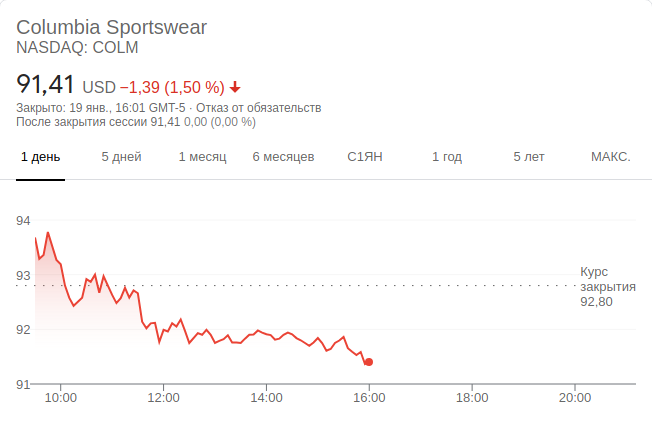 Columbia Sportswear
NASDAQ: COLM
91,41 USD −1,39 (1,50 %)
Закрыто: 19 янв., 16:01 GMT-5 · Отказ от обязательств
После закрытия сессии 91,41 0,00 (0,00 %)
1 день 5 дней 1 месяц 6 месяцев С1ЯН 1 год 5 лет МАКС.
94
93
92
91
Курс
закрытия
92,80
10:00 12:00 14:00 16:00 18:00 20:00